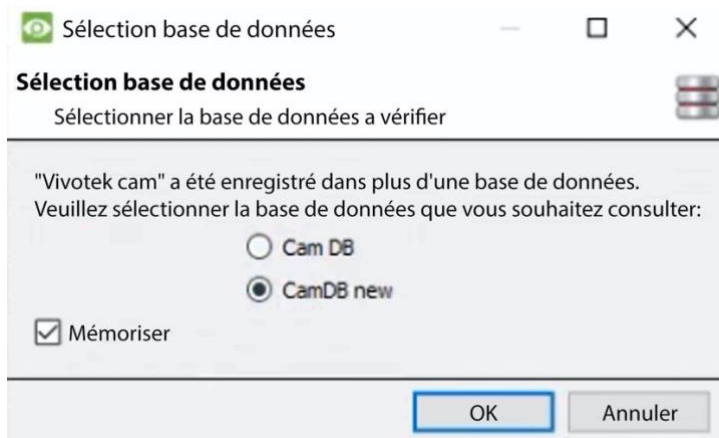 Sélection base de données
Sélection base de données
Sélectionner la base de données a vérifier
"Vivotek cam" a été enregistré dans plus d'une base de données.
Veuillez sélectionner la base de données que vous souhaitez consulter:
Cam DB
CamDB new
Mémoriser
OK Annuler